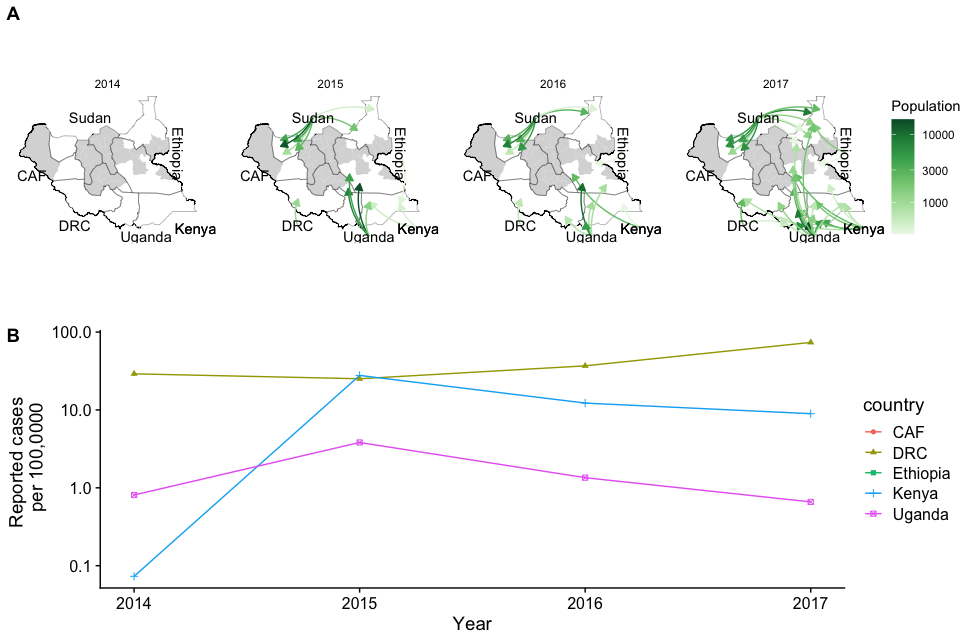 A
2014
2015
2016
2017
Sudan
Ethiopia
CAF
DRC
Uganda
Kenya
Sudan
Ethiopia
CAF
DRC
Uganda
Kenya
Sudan
Ethiopia
CAF
DRC
Uganda
Kenya
Sudan
Ethiopia
CAF
DRC
Uganda
Kenya
Population
10000
3000
1000
B
100.0
10.0
1.0
0.1
Reported cases
per 100,0000
2014
2015
2016
2017
Year
country
CAF
DRC
Ethiopia
Kenya
Uganda